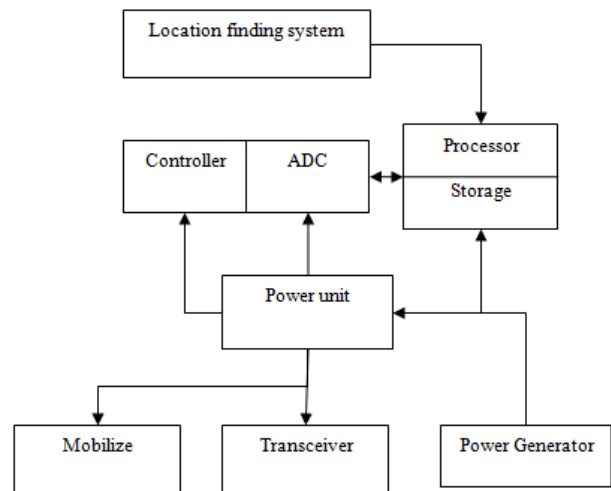 Location finding system
Processor
Controller
ADC
Storage
Power unit
Mobilize
Transceiver
Power Generator